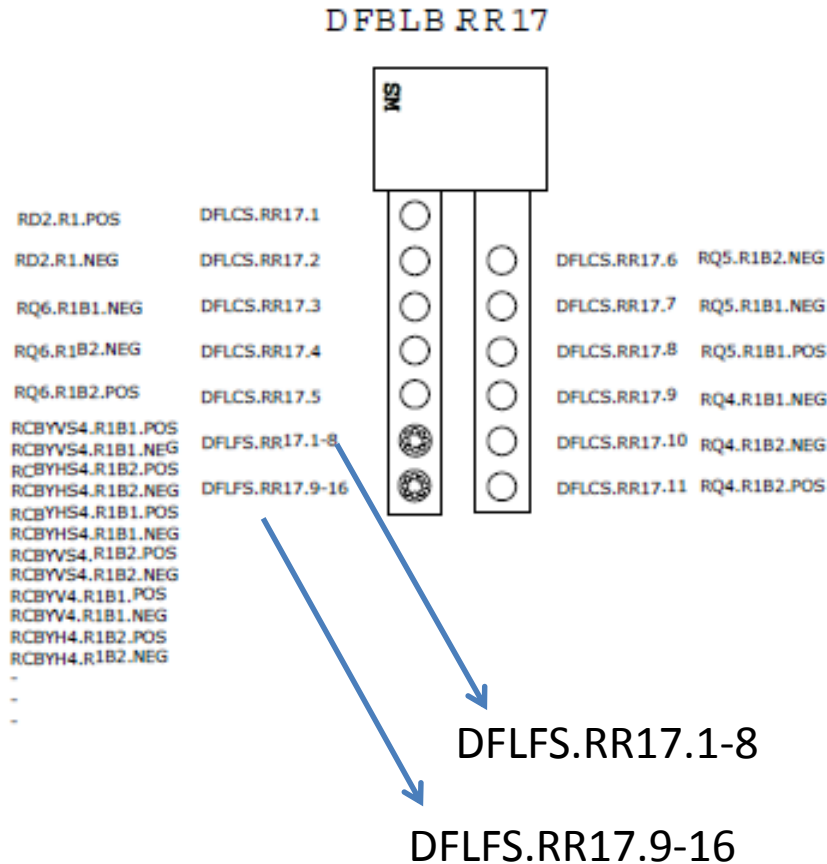 DFBLB.RR17
SM
RD2.R1.POS DFLCS.RR17.1
RD2.R1.NEG DFLCS.RR17.2 DFLCS.RR17.6 RQ5.R1B2.NEG
RQ6.R1B1.NEG DFLCS.RR17.3 DFLCS.RR17.7 RQ5.R1B1.NEG
RQ6.R1B2.NEG DFLCS.RR17.4 DFLCS.RR17.8 RQ5.R1B1.POS
RQ6.R1B2.POS DFLCS.RR17.5 DFLCS.RR17.9 RQ4.R1B1.NEG
RCBYVS4.R1B1.POS
RCBYVS4.R1B1.NEG DFLFS.RR17.1-8 DFLCS.RR17.10 RQ4.R1B2.NEG
RCBYHS4.R1B2.POS
RCBYHS4.R1B2.NEG DFLFS.RR17.9-16 DFLCS.RR17.11 RQ4.R1B2.POS
RCBYHS4.R1B1.POS
RCBYHS4.R1B1.NEG
RCBYVS4.R1B2.POS
RCBYVS4.R1B2.NEG
RCBYV4.R1B1.POS
RCBYV4.R1B1.NEG
RCBYH4.R1B2.POS
RCBYH4.R1B2.NEG
-
-
-
DFLFS.RR17.1-8
DFLFS.RR17.9-16